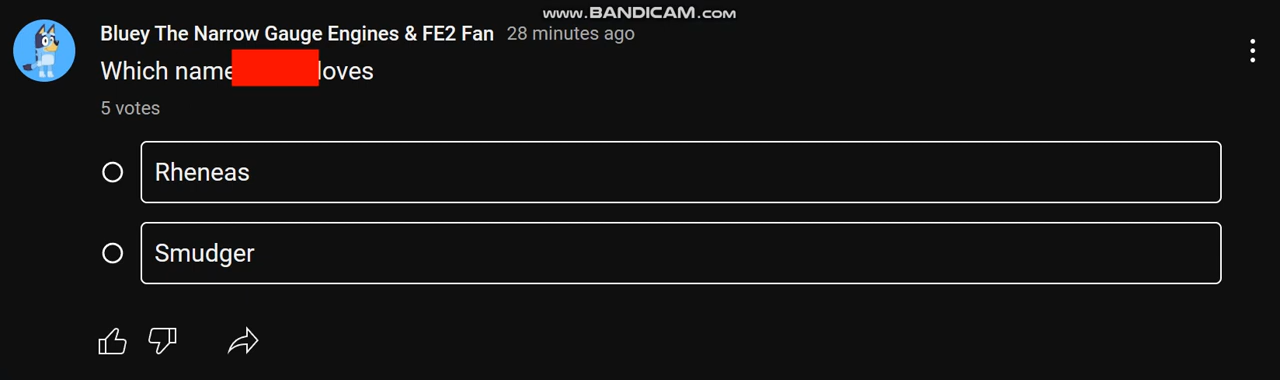 www.BANDICAM.com
Bluey The Narrow Gauge Engines & FE2 Fan 28 minutes ago
Which name loves
5 votes
Rheneas
Smudger